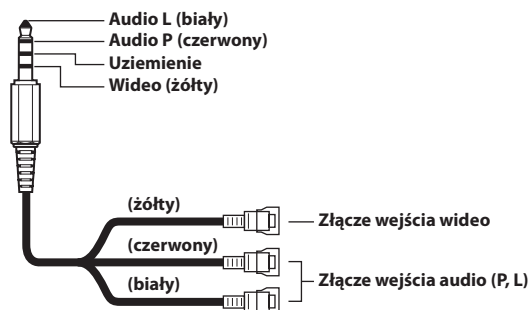 Audio L (biały)
Audio P (czerwony)
Uziemienie
Wideo (żółty)
(żółty)
Złącze wejścia wideo
(czerwony)
Złącze wejścia audio (P, L)
(biały)